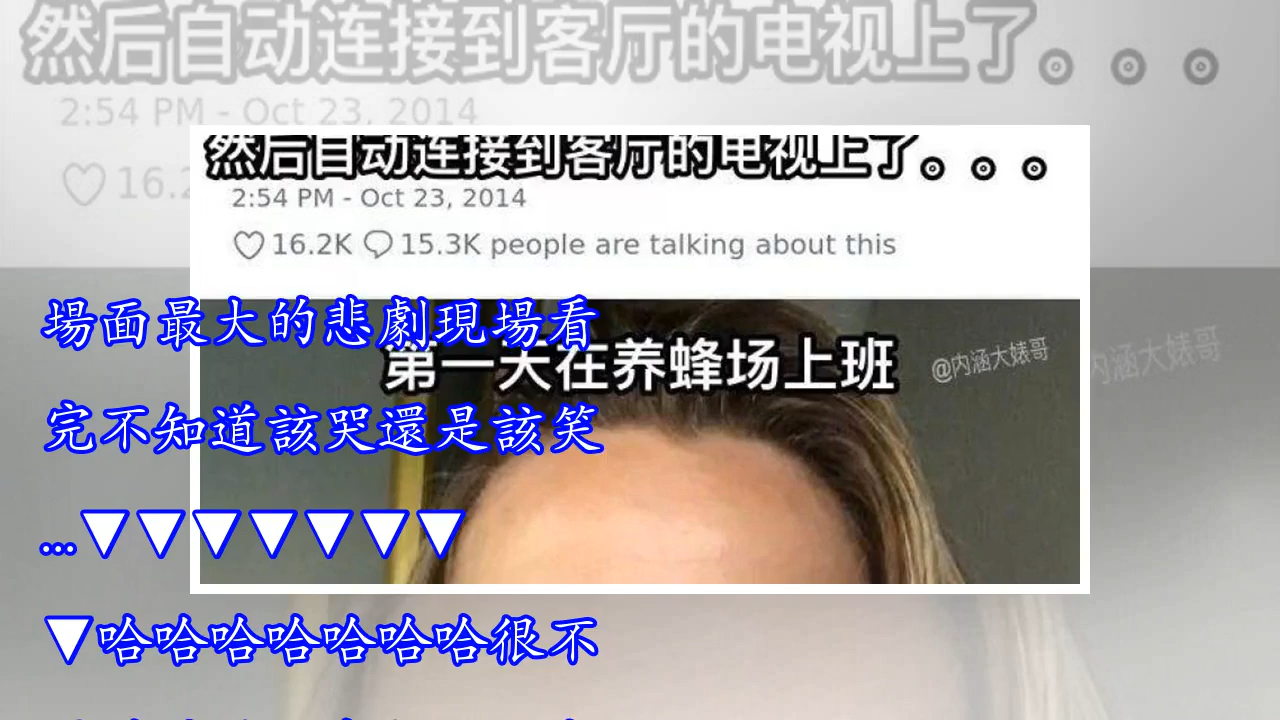 然后自动连接到客厅的电视上了。。。
2:54 PM - Oct 23, 2014
16.2
然后自动连接到客厅的电视上了。。。
2:54 PM - Oct 23, 2014
16.2K 15.3K people are talking about this
場面最大的悲劇現場看
第一天在养蜂场上班
@内涵大婊哥
内涵大婊哥
完不知道該哭還是該笑
...▼▼▼▼▼▼▼
▼哈哈哈哈哈哈哈很不